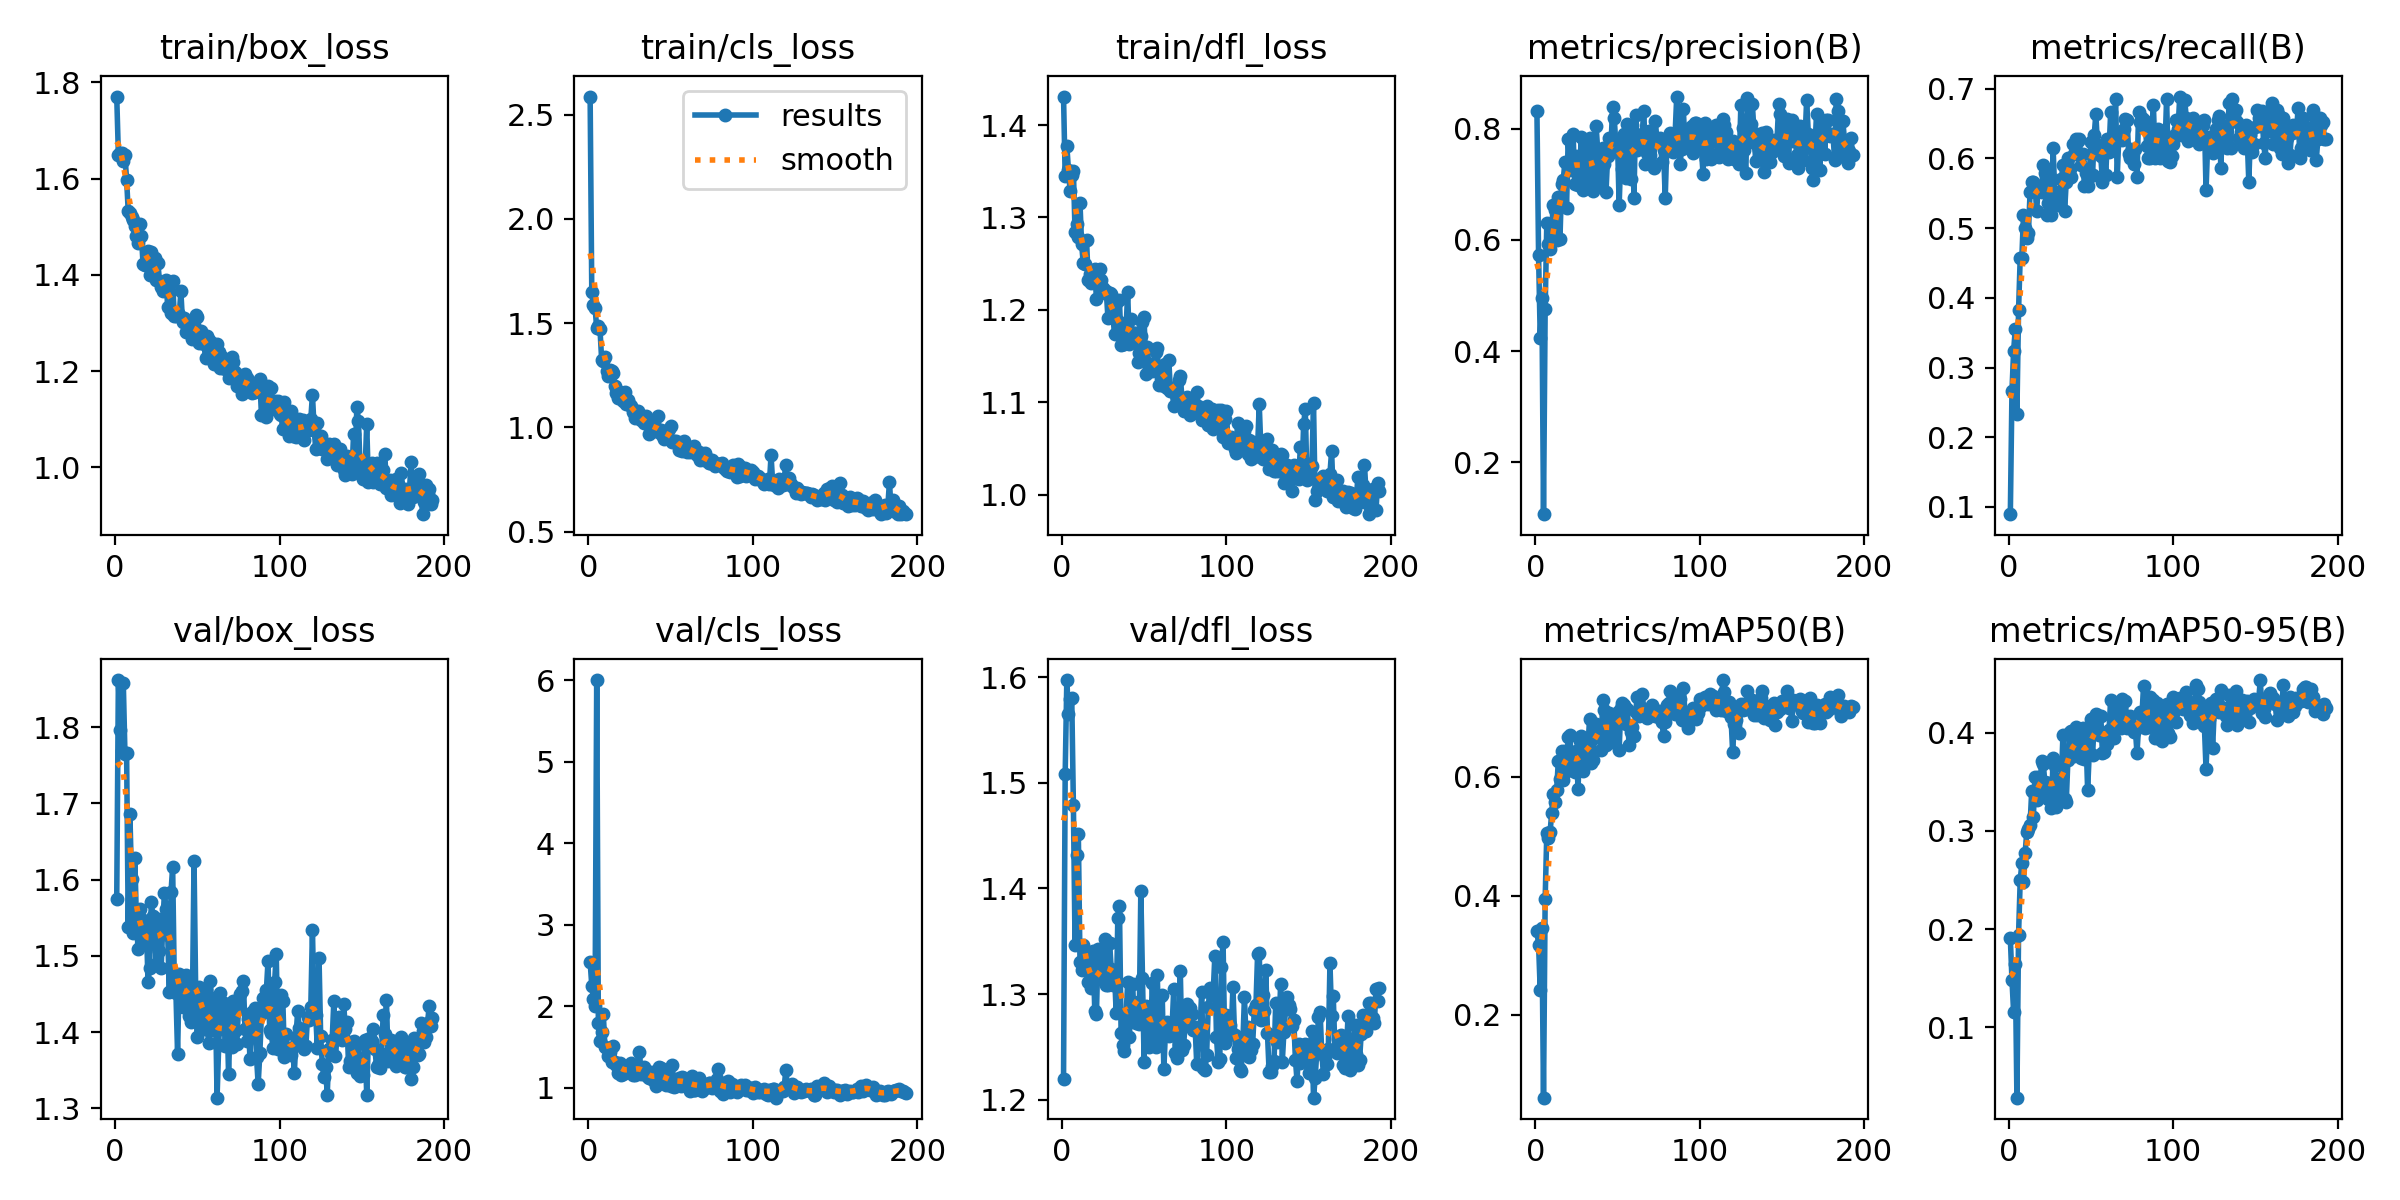 train/box_loss
1.8
1.6
1.4
1.2
1.0
0 100 200
train/cls_loss
results
smooth
2.5
2.0
1.5
1.0
0.5
0 100 200
train/dfl_loss
1.4
1.3
1.2
1.1
1.0
0 100 200
metrics/precision(B)
0.8
0.6
0.4
0.2
0 100 200
metrics/recall(B)
0.7
0.6
0.5
0.4
0.3
0.2
0.1
0 100 200
val/box_loss
1.8
1.7
1.6
1.5
1.4
1.3
0 100 200
val/cls_loss
6
5
4
3
2
1
0 100 200
val/dfl_loss
1.6
1.5
1.4
1.3
1.2
0 100 200
metrics/mAP50(B)
0.6
0.4
0.2
0 100 200
metrics/mAP50-95(B)
0.4
0.3
0.2
0.1
0 100 200